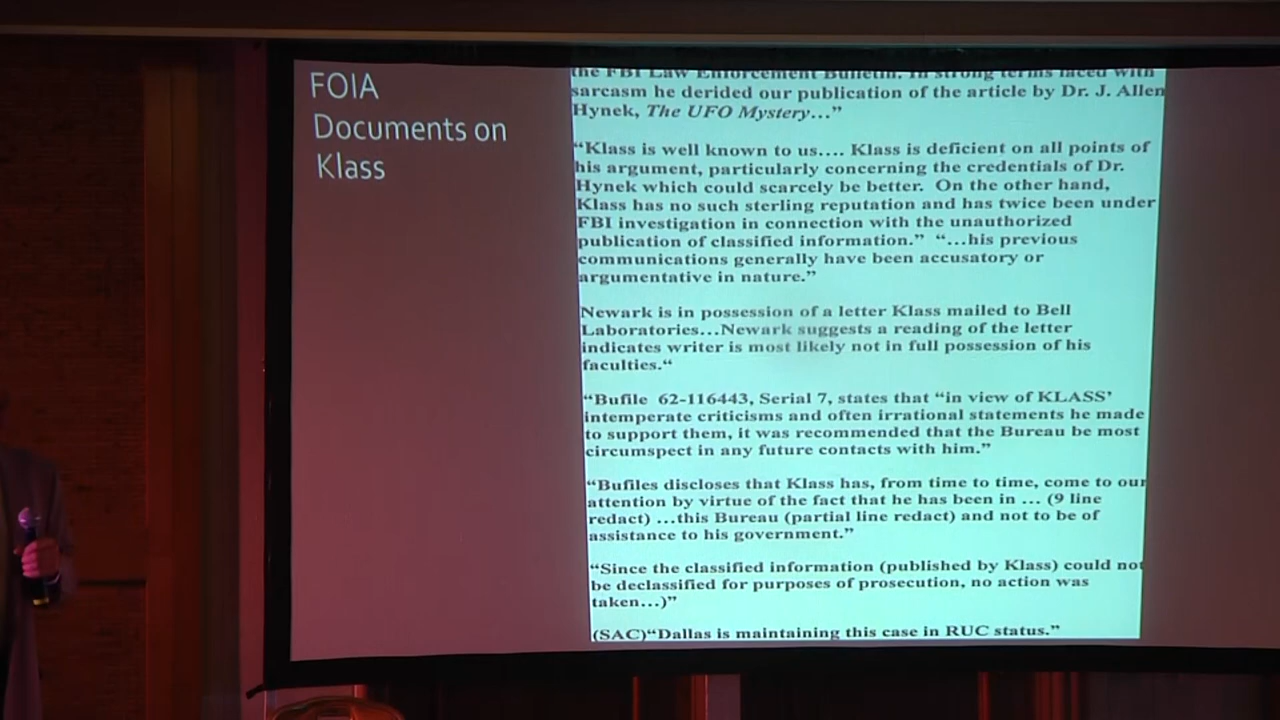 FOIA
Documents on
Klass
the FBI Law Enforcement Bulletin. In strong terms laced with
sarcasm he derided our publication of the article by Dr. J. Allen
Hynek, The UFO Mystery…”
“Klass is well known to us…. Klass is deficient on all points of
his argument, particularly concerning the credentials of Dr.
Hynek which could scarcely be better.  On the other hand,
Klass has no such sterling reputation and has twice been under
FBI investigation in connection with the unauthorized
publication of classified information.”  “…his previous
communications generally have been accusatory or
argumentative in nature.”
Newark is in possession of a letter Klass mailed to Bell
Laboratories…Newark suggests a reading of the letter
indicates writer is most likely not in full possession of his
faculties.“
“Bufile  62-116443, Serial 7, states that “in view of KLASS’
intemperate criticisms and often irrational statements he made
to support them, it was recommended that the Bureau be most
circumspect in any future contacts with him.”
“Bufiles discloses that Klass has, from time to time, come to our
attention by virtue of the fact that he has been in … (9 line
redact) …this Bureau (partial line redact) and not to be of
assistance to his government.”
“Since the classified information (published by Klass) could not
be declassified for purposes of prosecution, no action was
taken…)”
(SAC)“Dallas is maintaining this case in RUC status.”